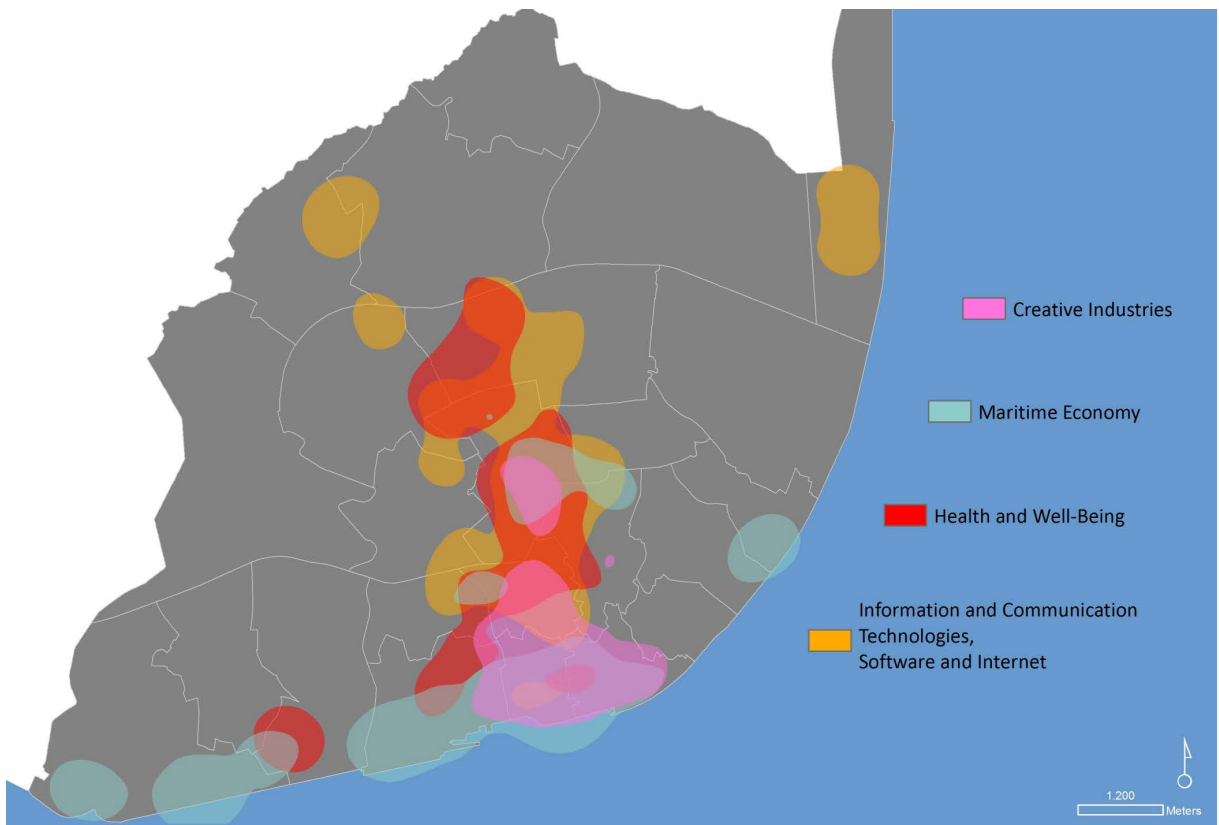 Creative Industries
Maritime Economy
Health and Well-Being
Information and Communication
Technologies,
Software and Internet
1.200
Meters